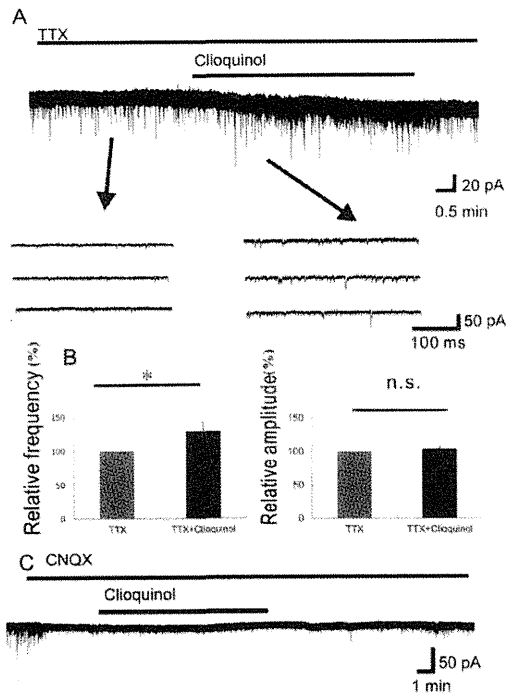 A
TTX
Clioquinol
20 pA
0.5 min
50 pA
100 ms
B
Relative frequency (%)
*
150
100
50
0
TTX
TTX+Clioquinol
Relative amplitude(%)
n.s.
150
100
50
0
TTX
TTX+Clioquinol
C
CNQX
Clioquinol
50 pA
1 min